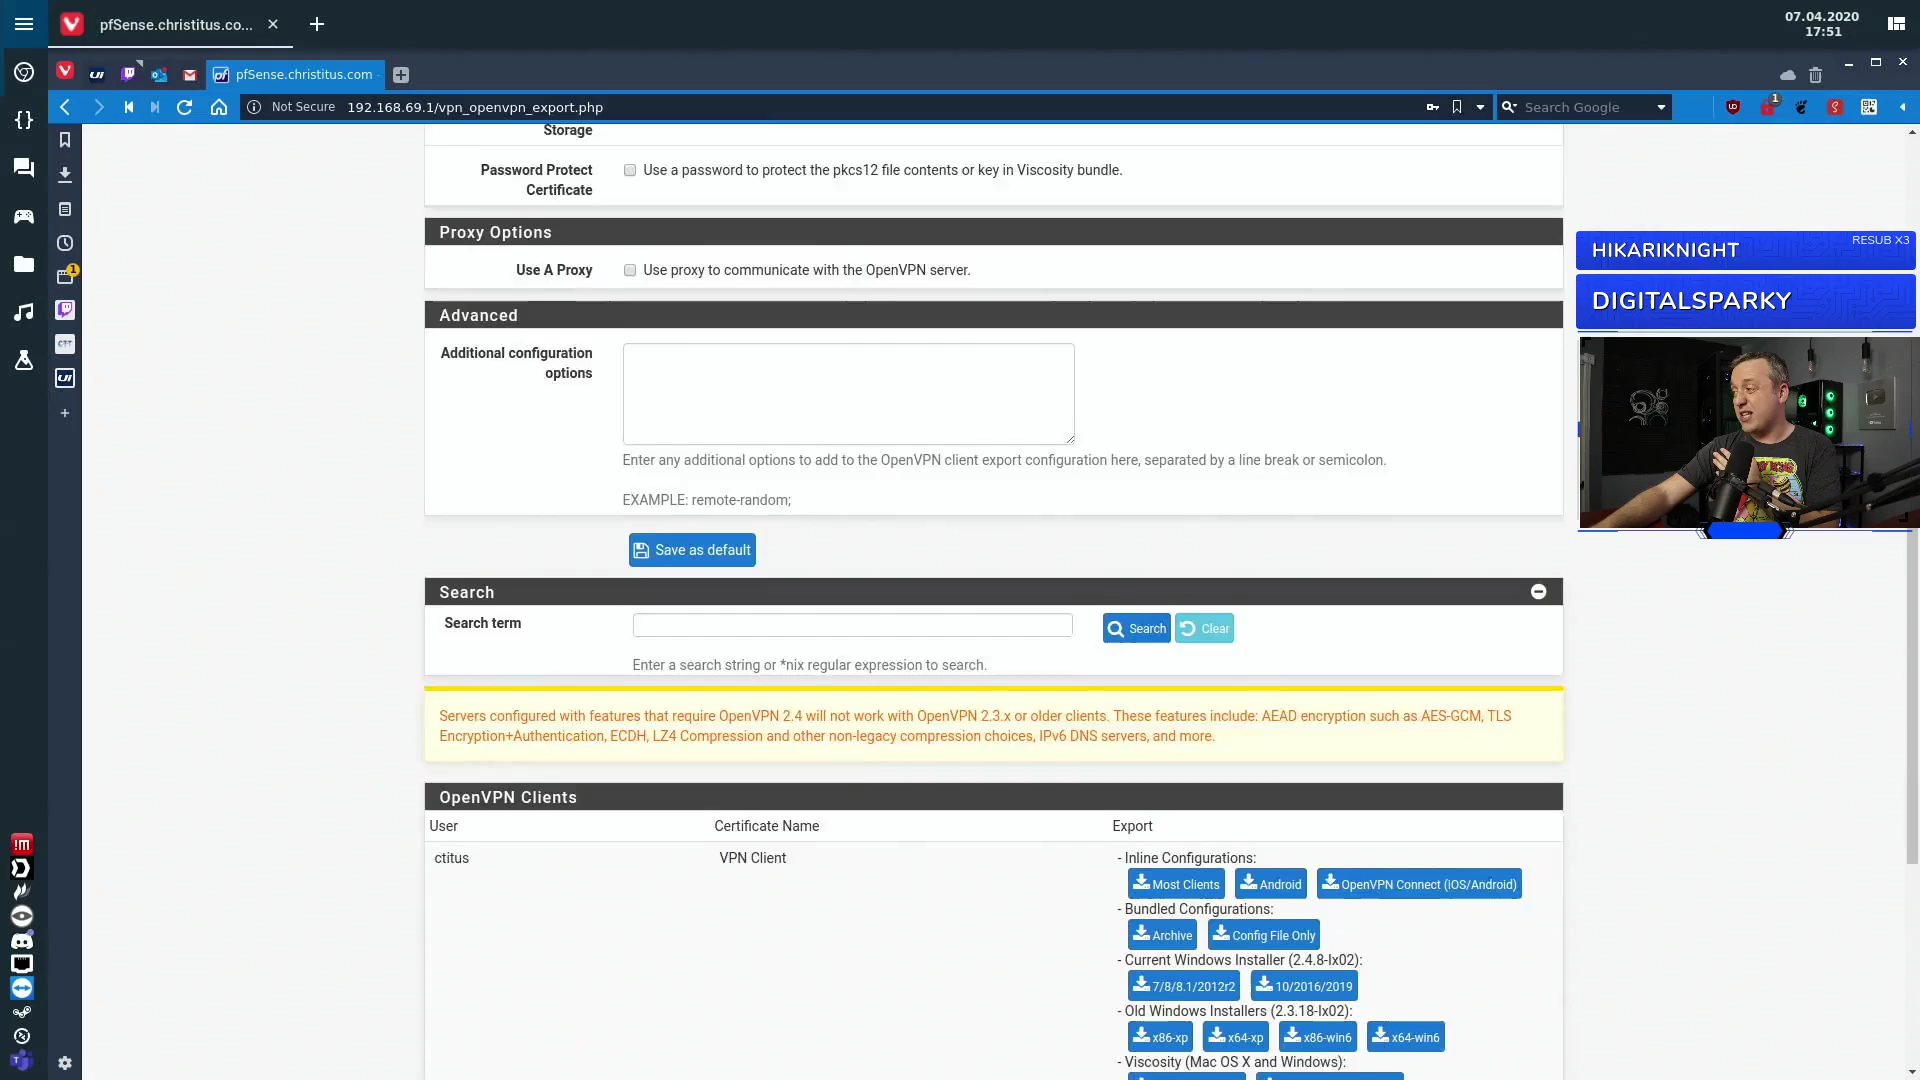 pfSense.christitus.co...
07.04.2020
17:51
pfSense.christitus.com
Not Secure
192.168.69.1/vpn_openvpn_export.php
Search Google
1
Storage
Password Protect
Certificate
Use a password to protect the pkcs12 file contents or key in Viscosity bundle.
Proxy Options
Use A Proxy
Use proxy to communicate with the OpenVPN server.
HIKARIKNIGHT
RESUB X3
DIGITALSPARKY
1
CTT
Advanced
Additional configuration
options
Enter any additional options to add to the OpenVPN client export configuration here, separated by a line break or semicolon.
EXAMPLE: remote-random;
Save as default
Search
Search term
Search
Clear
Enter a search string or *nix regular expression to search.
Servers configured with features that require OpenVPN 2.4 will not work with OpenVPN 2.3.x or older clients. These features include: AEAD encryption such as AES-GCM, TLS
Encryption+Authentication, ECDH, LZ4 Compression and other non-legacy compression choices, IPv6 DNS servers, and more.
OpenVPN Clients
User
Certificate Name
Export
ctitus
VPN Client
- Inline Configurations:
Most Clients
Android
OpenVPN Connect (iOS/Android)
- Bundled Configurations:
Archive
Config File Only
- Current Windows Installer (2.4.8-Ix02):
7/8/8.1/2012r2
10/2016/2019
- Old Windows Installers (2.3.18-Ix02):
x86-xp
x64-xp
x86-win6
x64-win6
- Viscosity (Mac OS X and Windows):